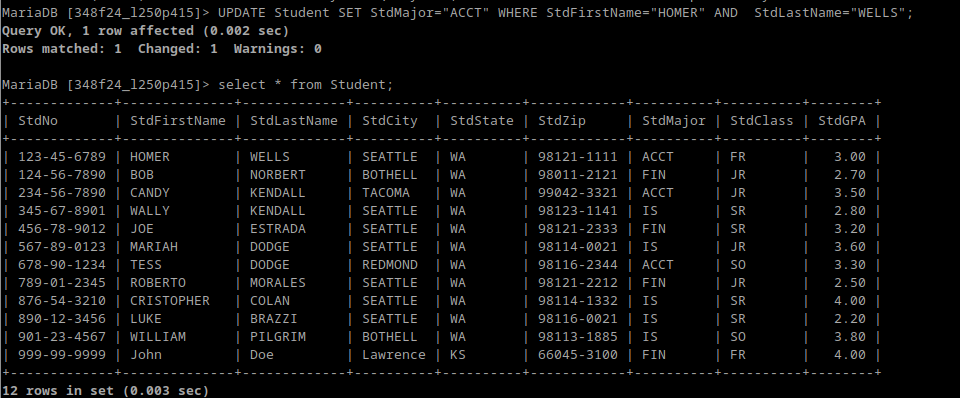 MariaDB [348f24_l250p415]> UPDATE Student SET StdMajor="ACCT" WHERE StdFirstName="HOMER" AND  StdLastName="WELLS";
Query OK, 1 row affected (0.002 sec)
Rows matched: 1  Changed: 1  Warnings: 0
MariaDB [348f24_l250p415]> select * from Student;
+-------------+--------------+-------------+----------+----------+------------+----------+----------+--------+
| StdNo       | StdFirstName | StdLastName | StdCity  | StdState | StdZip     | StdMajor | StdClass | StdGPA |
+-------------+--------------+-------------+----------+----------+------------+----------+----------+--------+
| 123-45-6789 | HOMER        | WELLS       | SEATTLE  | WA       | 98121-1111 | ACCT     | FR       |   3.00 |
| 124-56-7890 | BOB          | NORBERT     | BOTHELL  | WA       | 98011-2121 | FIN      | JR       |   2.70 |
| 234-56-7890 | CANDY        | KENDALL     | TACOMA   | WA       | 99042-3321 | ACCT     | JR       |   3.50 |
| 345-67-8901 | WALLY        | KENDALL     | SEATTLE  | WA       | 98123-1141 | IS       | SR       |   2.80 |
| 456-78-9012 | JOE          | ESTRADA     | SEATTLE  | WA       | 98121-2333 | FIN      | SR       |   3.20 |
| 567-89-0123 | MARIAH       | DODGE       | SEATTLE  | WA       | 98114-0021 | IS       | JR       |   3.60 |
| 678-90-1234 | TESS         | DODGE       | REDMOND  | WA       | 98116-2344 | ACCT     | SO       |   3.30 |
| 789-01-2345 | ROBERTO      | MORALES     | SEATTLE  | WA       | 98121-2212 | FIN      | JR       |   2.50 |
| 876-54-3210 | CRISTOPHER   | COLAN       | SEATTLE  | WA       | 98114-1332 | IS       | SR       |   4.00 |
| 890-12-3456 | LUKE         | BRAZZI      | SEATTLE  | WA       | 98116-0021 | IS       | SR       |   2.20 |
| 901-23-4567 | WILLIAM      | PILGRIM     | BOTHELL  | WA       | 98113-1885 | IS       | SO       |   3.80 |
| 999-99-9999 | John         | Doe         | Lawrence | KS       | 66045-3100 | FIN      | FR       |   4.00 |
+-------------+--------------+-------------+----------+----------+------------+----------+----------+--------+
12 rows in set (0.003 sec)